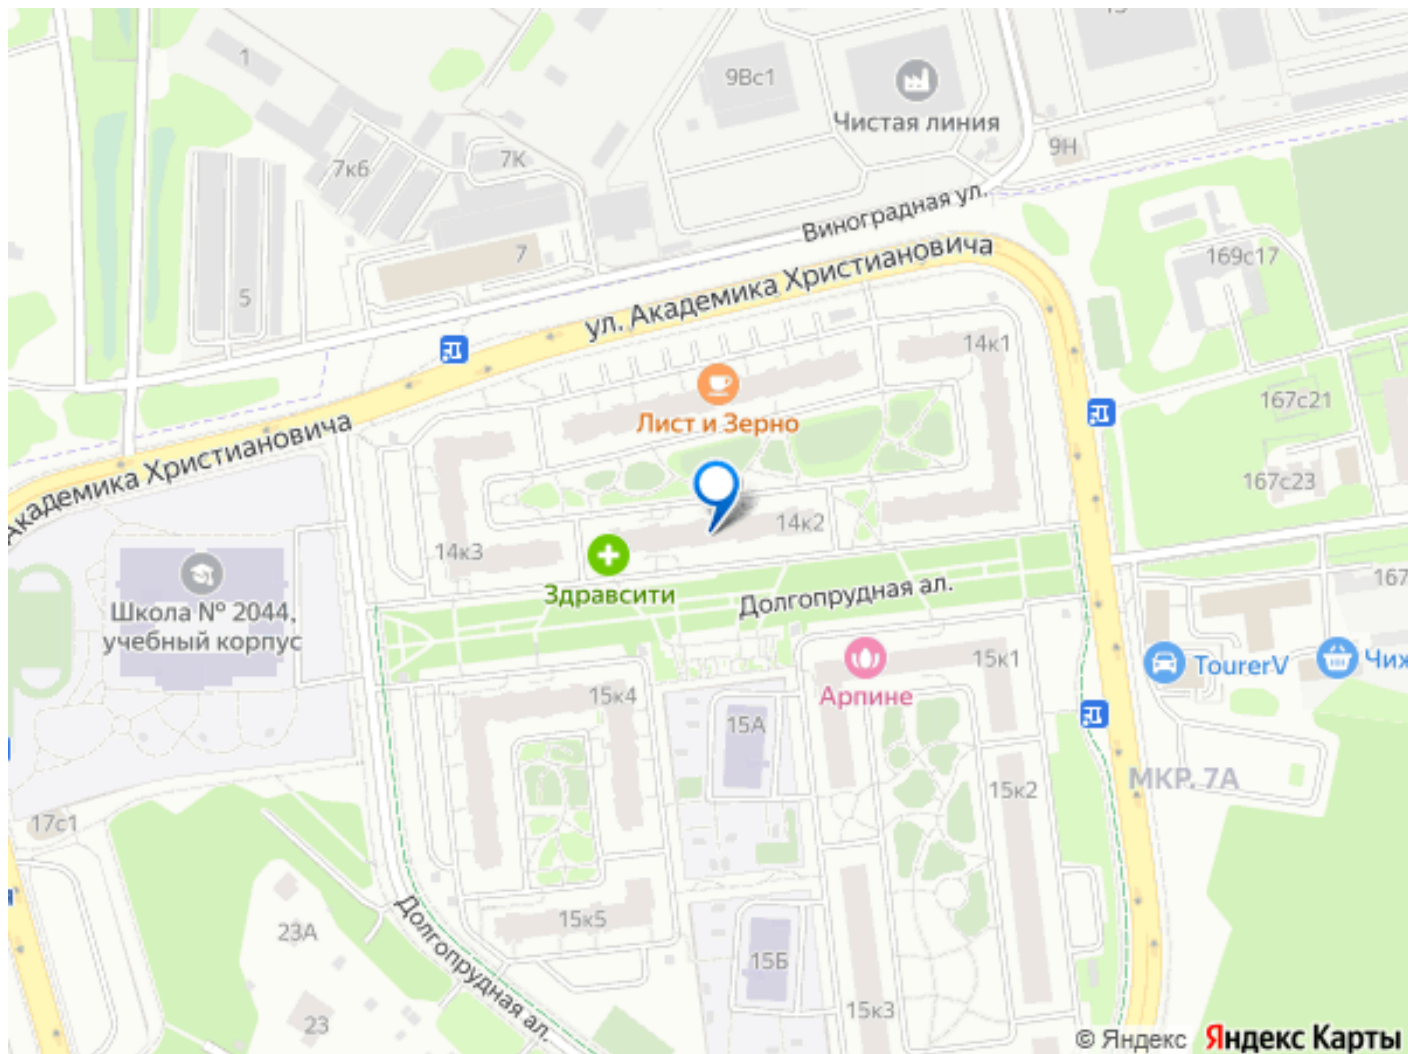 1
9Вс1
Чистая линия
9Н
7К
7к6
Виноградная ул.
7
ул. Академика Христиановича
169с17
5
14к1
167с21
Лист и Зерно
Академика Христиановича
167с23
14к2
14к3
Здравсити
Долгопрудная ал.
167
Школа № 2044,
учебный корпус
15к1
Арпине
TourerV
Чиж
15к4
15А
МКР. 7А
15к2
17с1
15к5
23А
Долгопрудная ал.
15Б
15к3
23
© Яндекс Яндекс Карты